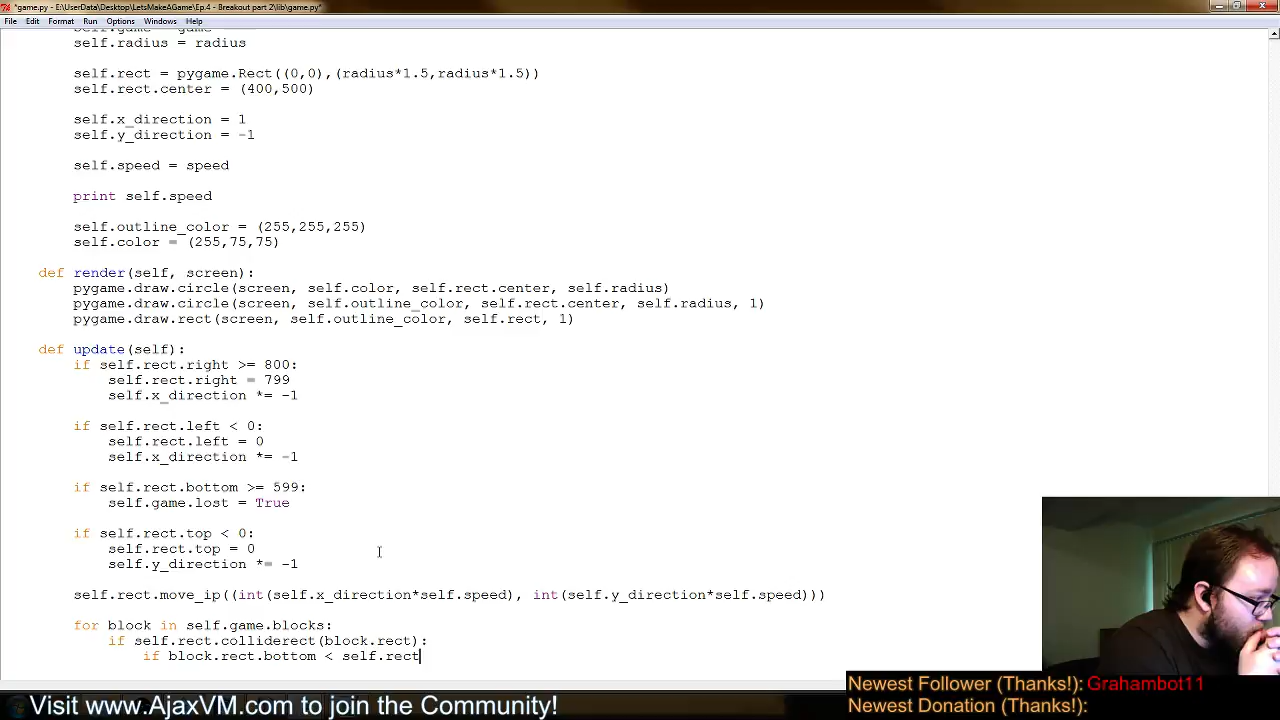 *game.py - E:\UserData\Desktop\LetsMakeAGame\Ep.4 - Breakout part 2\lib\game.py*
File Edit Format Run Options Windows Help
self.game = game
self.radius = radius
self.rect = pygame.Rect((0,0),(radius*1.5,radius*1.5))
self.rect.center = (400,500)
self.x_direction = 1
self.y_direction = -1
self.speed = speed
print self.speed
self.outline_color = (255,255,255)
self.color = (255,75,75)
def render(self, screen):
pygame.draw.circle(screen, self.color, self.rect.center, self.radius)
pygame.draw.circle(screen, self.outline_color, self.rect.center, self.radius, 1)
pygame.draw.rect(screen, self.outline_color, self.rect, 1)
def update(self):
if self.rect.right >= 800:
self.rect.right = 799
self.x_direction *= -1
if self.rect.left < 0:
self.rect.left = 0
self.x_direction *= -1
if self.rect.bottom >= 599:
self.game.lost = True
if self.rect.top < 0:
self.rect.top = 0
self.y_direction *= -1
self.rect.move_ip((int(self.x_direction*self.speed), int(self.y_direction*self.speed)))
for block in self.game.blocks:
if self.rect.colliderect(block.rect):
if block.rect.bottom < self.rect
Visit www.AjaxVM.com to join the Community!
Newest Follower (Thanks!): Grahambot11
Newest Donation (Thanks!):